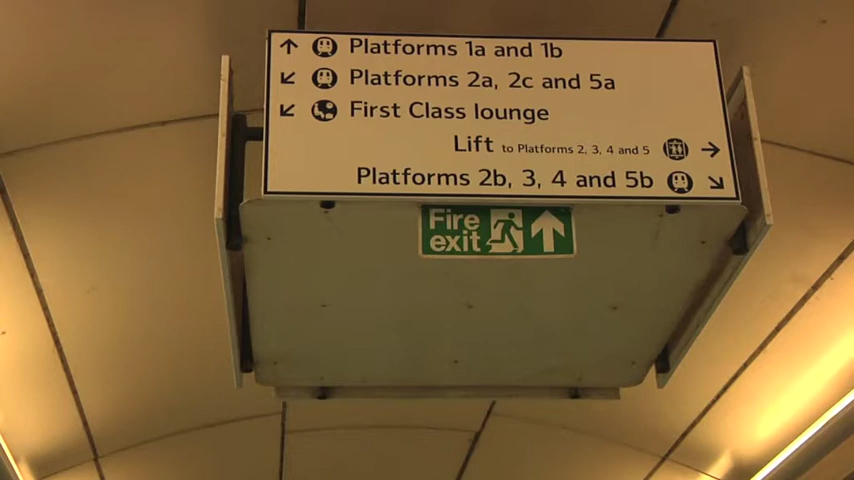 Platforms 1a and 1b
Platforms 2a, 2c and 5a
First Class lounge
Lift to Platforms 2, 3, 4 and 5
Platforms 2b, 3, 4 and 5b
Fire
exit